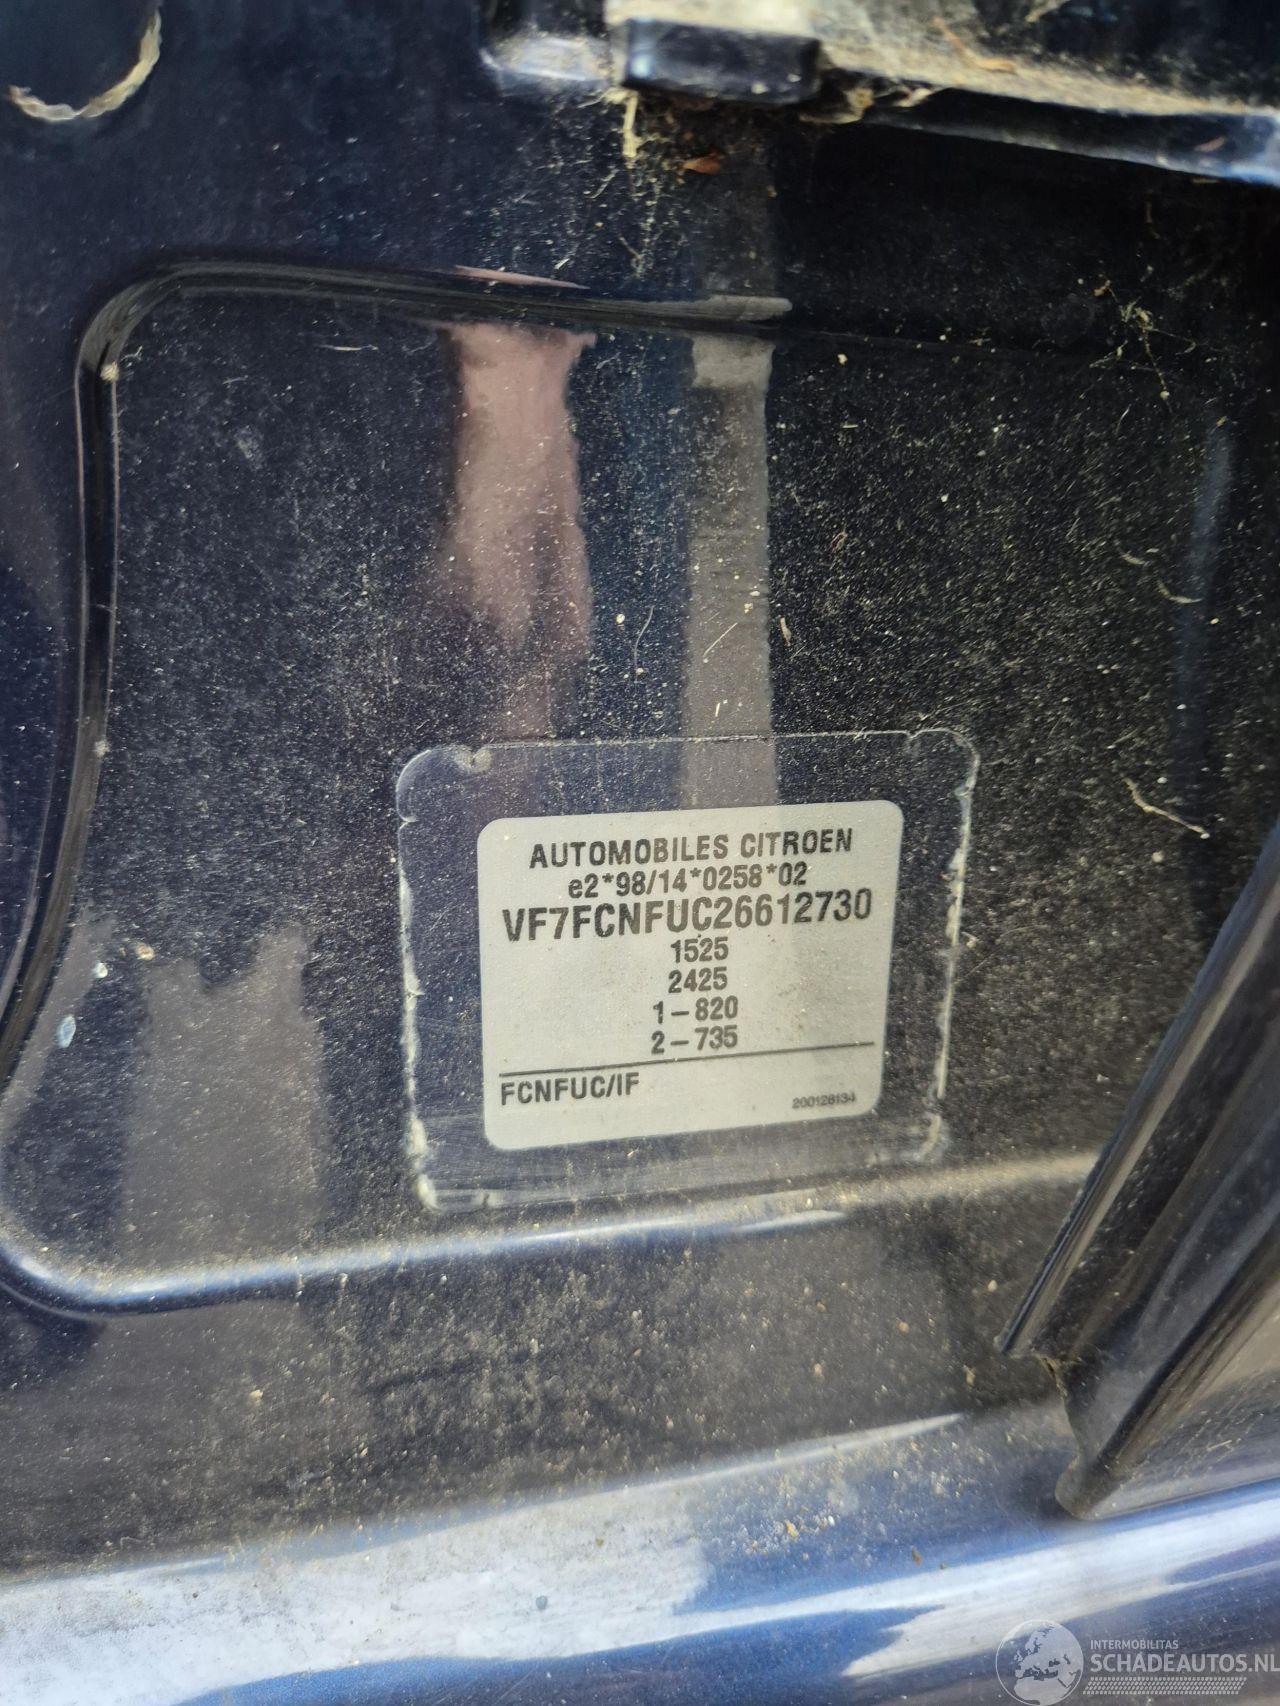 AUTOMOBILES CITROEN
e2*98/14*0258*02
VF7FCNFUC26612730
1525
2425
1-820
2-735
FCNFUC/IF
200128134
INTERMOBILITAS
SCHADEAUTOS.NL